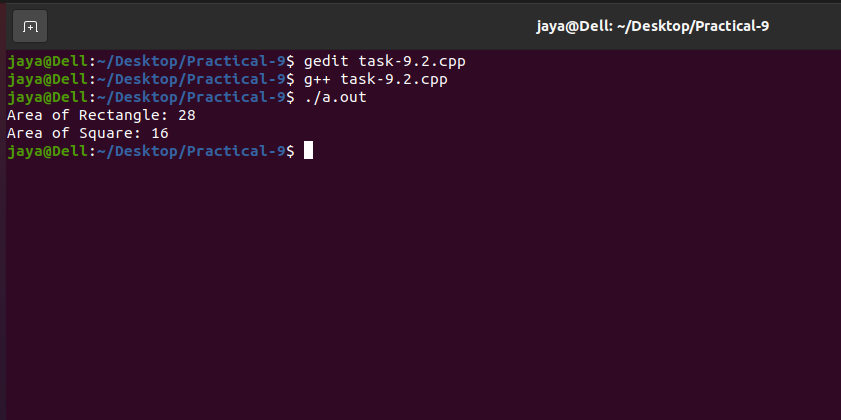 jaya@Dell: ~/Desktop/Practical-9
jaya@Dell:~/Desktop/Practical-9$ gedit task-9.2.cpp
jaya@Dell:~/Desktop/Practical-9$ g++ task-9.2.cpp
jaya@Dell:~/Desktop/Practical-9$ ./a.out
Area of Rectangle: 28
Area of Square: 16
jaya@Dell:~/Desktop/Practical-9$